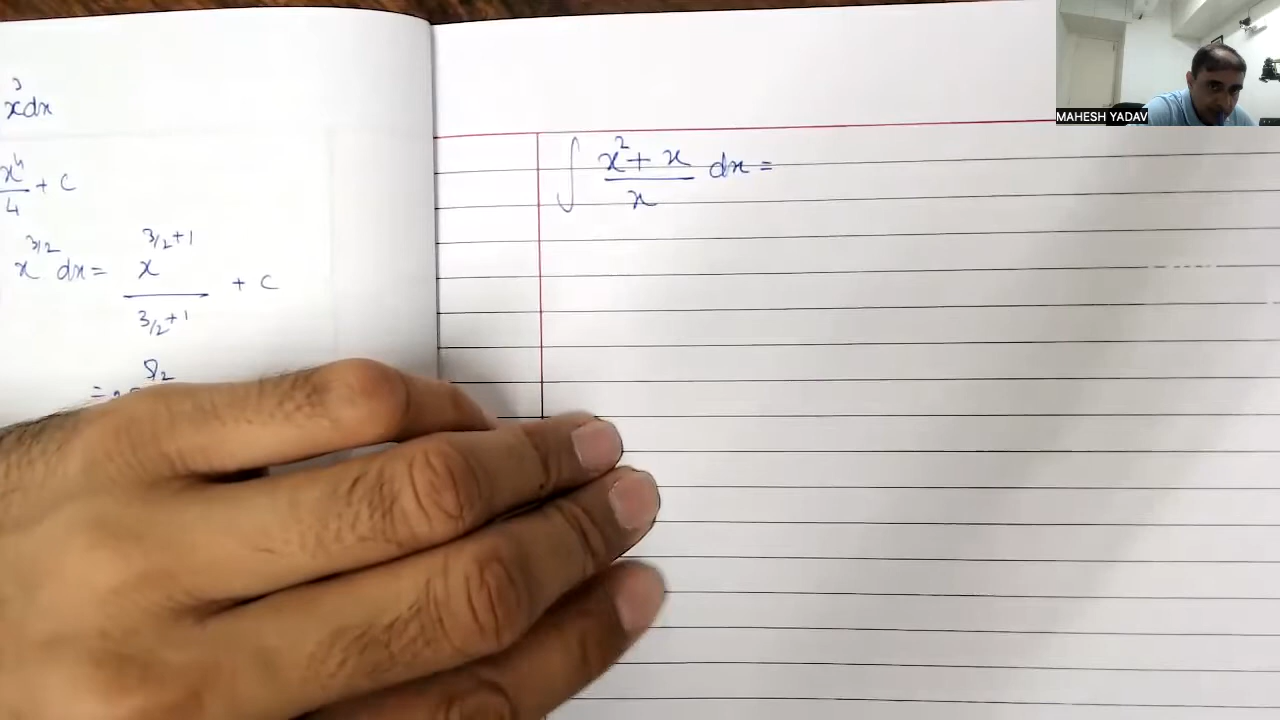 x³dx
x⁴/4 + c
x^(3/2) dx = x^(3/2+1)/(3/2+1) + c
=
∫ (x² + x)/x dx =
MAHESH YADAV